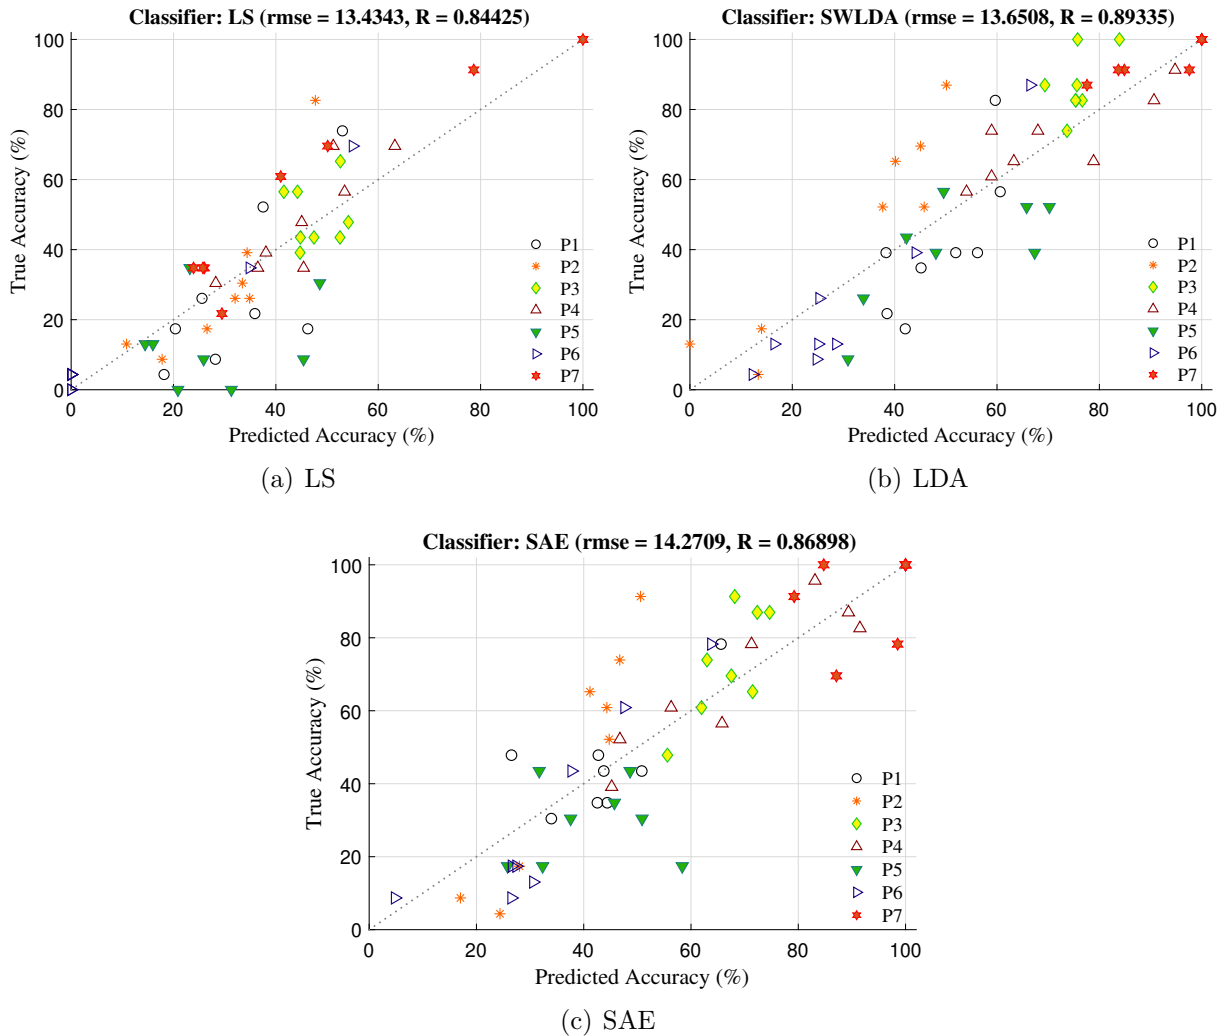 Classifier: LS (rmse = 13.4343, R = 0.84425)
100
80
60
40
20
0
True Accuracy (%)
P1
P2
P3
P4
P5
P6
P7
0 20 40 60 80 100
Predicted Accuracy (%)
(a) LS
Classifier: SWLDA (rmse = 13.6508, R = 0.89335)
100
80
60
40
20
0
True Accuracy (%)
P1
P2
P3
P4
P5
P6
P7
0 20 40 60 80 100
Predicted Accuracy (%)
(b) LDA
Classifier: SAE (rmse = 14.2709, R = 0.86898)
100
80
60
40
20
0
True Accuracy (%)
P1
P2
P3
P4
P5
P6
P7
0 20 40 60 80 100
Predicted Accuracy (%)
(c) SAE